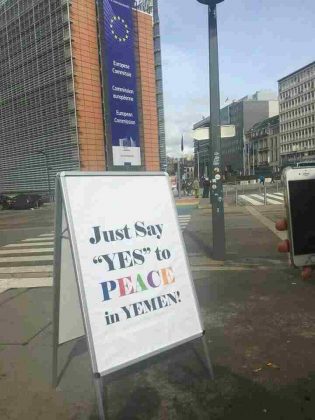 Europese
Commissie
Commission
européenne
European
Commission
Just Say
"YES" to
PEACE
in YEMEN!